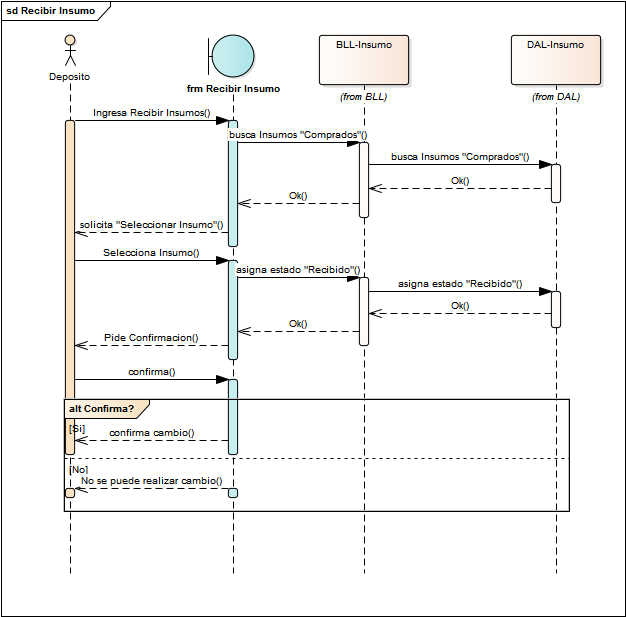 sd Recibir Insumo
Deposito
frm Recibir Insumo
BLL-Insumo
(from BLL)
DAL-Insumo
(from DAL)
Ingresa Recibir Insumos()
busca Insumos "Comprados"()
busca Insumos "Comprados"()
Ok()
Ok()
solicita "Seleccionar Insumo"()
Selecciona Insumo()
asigna estado "Recibido"()
asigna estado "Recibido"()
Ok()
Ok()
Pide Confirmacion()
confirma()
alt Confirma?
[Si]
confirma cambio()
[No]
No se puede realizar cambio()